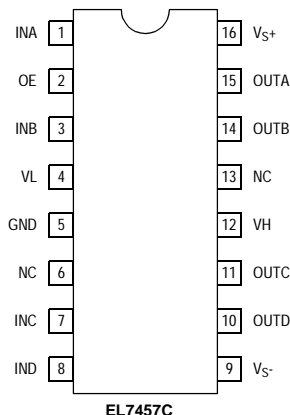 INA 1 16 VS+
OE 2 15 OUTA
INB 3 14 OUTB
VL 4 13 NC
GND 5 12 VH
NC 6 11 OUTC
INC 7 10 OUTD
IND 8 9 VS-
EL7457C